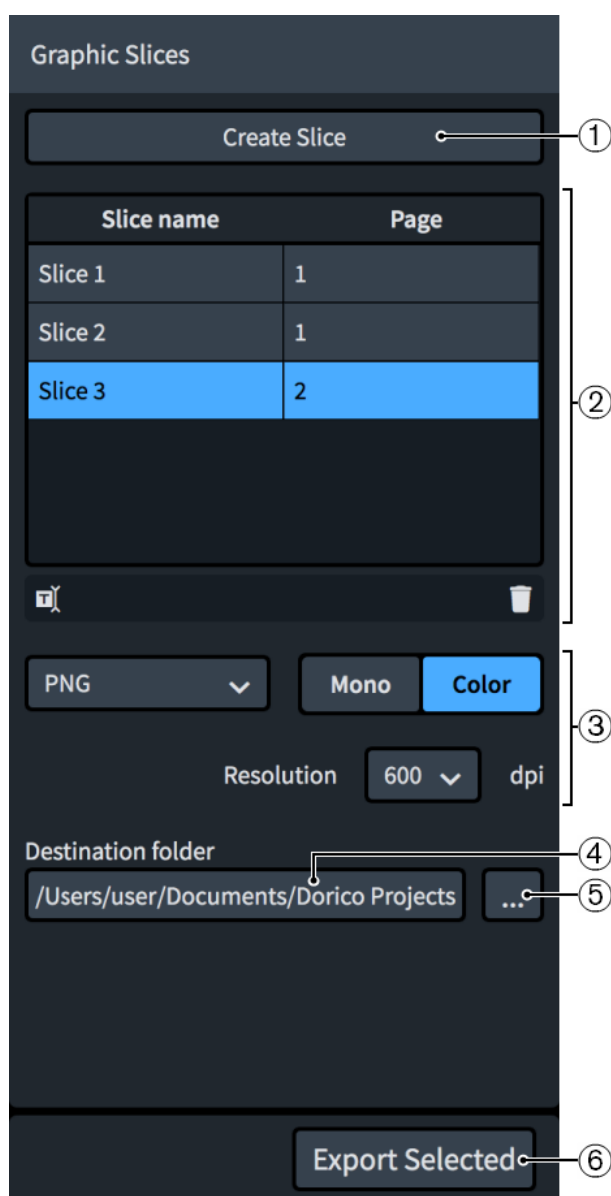 Graphic Slices
Create Slice
①
Slice name Page
Slice 1 1
Slice 2 1
Slice 3 2
②
PNG Mono Color
③
Resolution 600 dpi
Destination folder
④
/Users/user/Documents/Dorico Projects ...
⑤
Export Selected
⑥